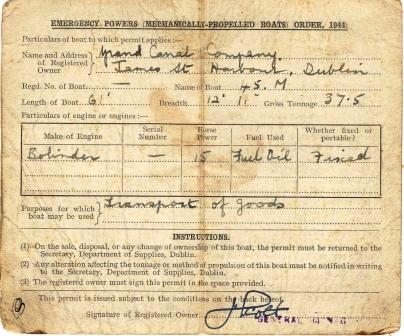 EMERGENCY POWERS (MECHANICALLY-PROPELLED BOATS) ORDER, 1944.
Particulars of boat to which permit applies :—
Name and Address of Registered Owner Grand Canal Company.
James St Harbour, Dublin
Regd. No. of Boat — Name of Boat 45. M
Length of Boat 61' Breadth 12' 11" Gross Tonnage 37.5
Particulars of engine or engines :—
Make of Engine Serial Number Horse Power Fuel Used Whether fixed or portable?
Bolinder — 15 Fuel Oil Fixed
Purposes for which boat may be used Transport of Goods
INSTRUCTIONS.
(1) On the sale, disposal, or any change of ownership of this boat, the permit must be returned to the
Secretary, Department of Supplies, Dublin.
(2) Any alteration affecting the tonnage or method of propulsion of this boat must be notified in writing
to the Secretary, Department of Supplies, Dublin.
(3) The registered owner must sign this permit in the space provided.
This permit is issued subject to the conditions on the back hereof.
Signature of Registered Owner
GENERAL